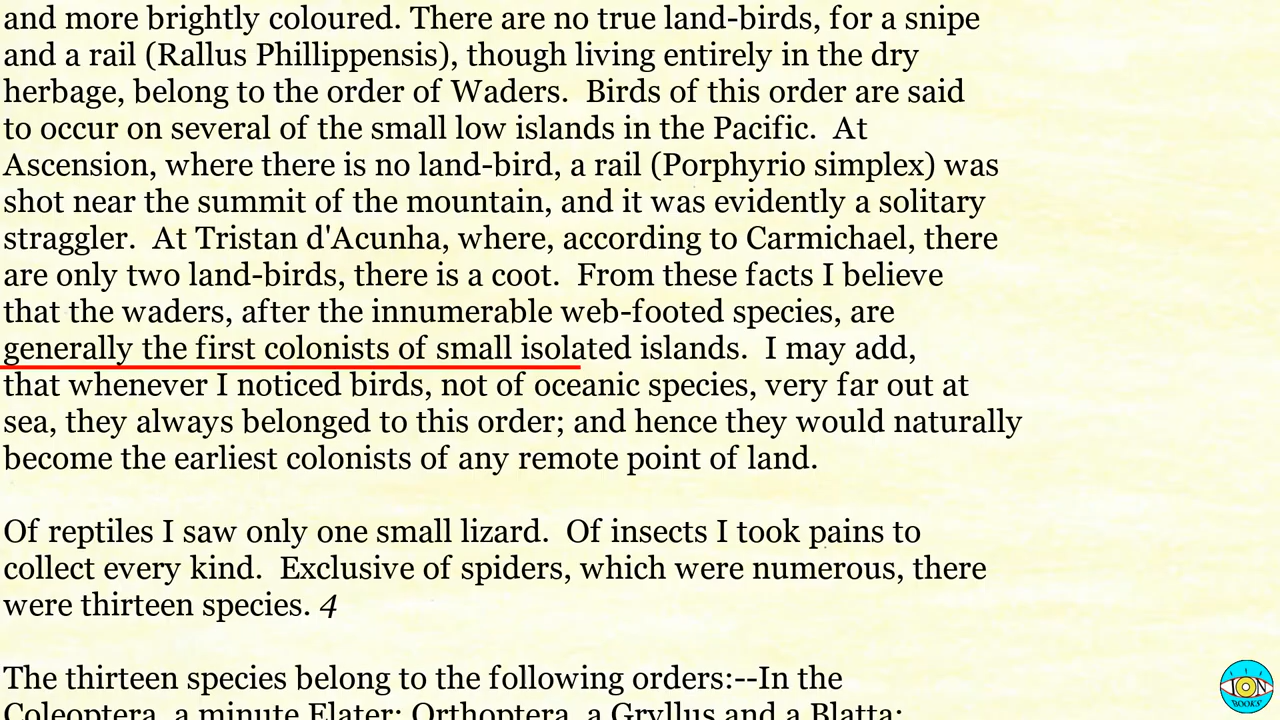 and more brightly coloured. There are no true land-birds, for a snipe
and a rail (Rallus Phillippensis), though living entirely in the dry
herbage, belong to the order of Waders.  Birds of this order are said
to occur on several of the small low islands in the Pacific.  At
Ascension, where there is no land-bird, a rail (Porphyrio simplex) was
shot near the summit of the mountain, and it was evidently a solitary
straggler.  At Tristan d'Acunha, where, according to Carmichael, there
are only two land-birds, there is a coot.  From these facts I believe
that the waders, after the innumerable web-footed species, are
generally the first colonists of small isolated islands.  I may add,
that whenever I noticed birds, not of oceanic species, very far out at
sea, they always belonged to this order; and hence they would naturally
become the earliest colonists of any remote point of land.
Of reptiles I saw only one small lizard.  Of insects I took pains to
collect every kind.  Exclusive of spiders, which were numerous, there
were thirteen species. 4
The thirteen species belong to the following orders:--In the
Coleoptera, a minute Elater; Orthoptera, a Gryllus and a Blatta;
ION
BOOKS